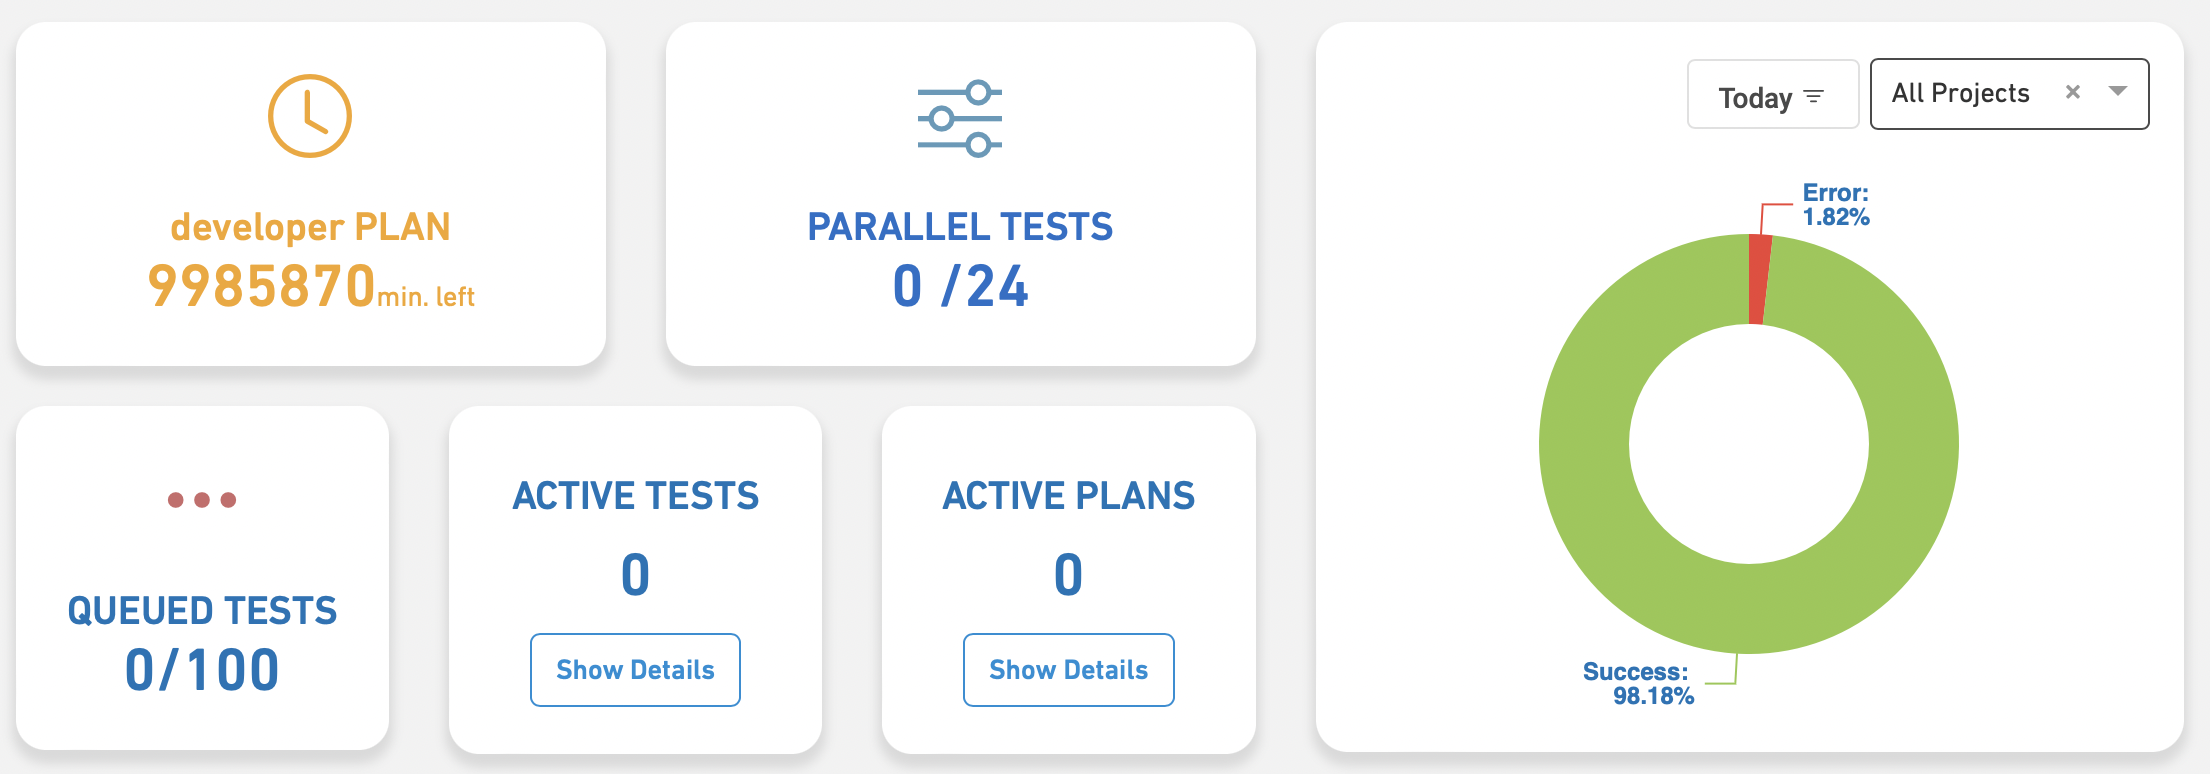 developer PLAN
9985870min. left
PARALLEL TESTS
0 /24
QUEUED TESTS
0/100
ACTIVE TESTS
0
Show Details
ACTIVE PLANS
0
Show Details
Today
All Projects
Error:
1.82%
Success:
98.18%